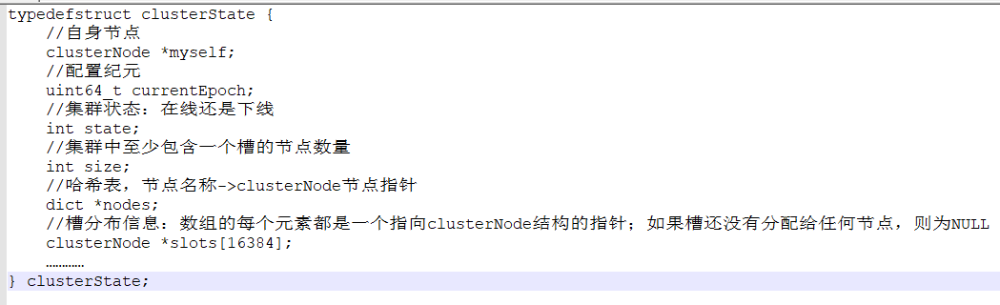 typedefstruct clusterState {
//自身节点
clusterNode *myself;
//配置纪元
uint64_t currentEpoch;
//集群状态：在线还是下线
int state;
//集群中至少包含一个槽的节点数量
int size;
//哈希表，节点名称->clusterNode节点指针
dict *nodes;
//槽分布信息：数组的每个元素都是一个指向clusterNode结构的指针；如果槽还没有分配给任何节点，则为NULL
clusterNode *slots[16384];
…………
} clusterState;